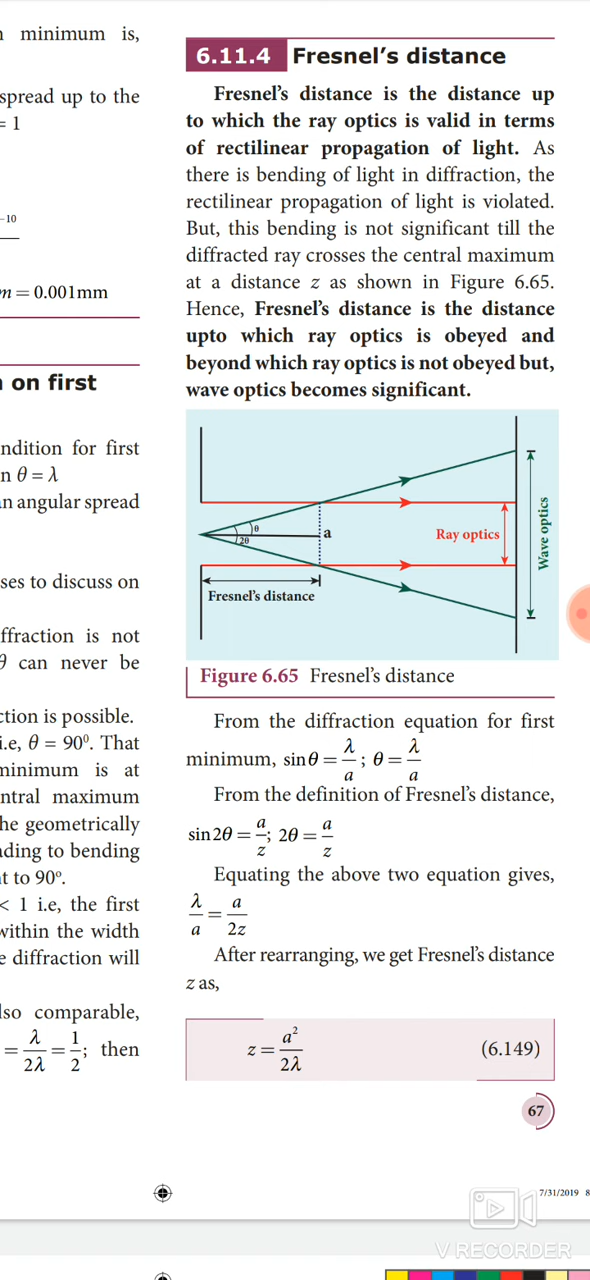 n minimum is,
spread up to the
= 1
−10
m = 0.001mm
n on first
ndition for first
n θ = λ
an angular spread
ses to discuss on
ffraction is not
θ can never be
ction is possible.
i.e, θ = 90⁰. That
minimum is at
ntral maximum
he geometrically
ading to bending
nt to 90º.
< 1 i.e, the first
within the width
e diffraction will
lso comparable,
= λ/2λ = 1/2; then
6.11.4 Fresnel’s distance
Fresnel’s distance is the distance up
to which the ray optics is valid in terms
of rectilinear propagation of light. As
there is bending of light in diffraction, the
rectilinear propagation of light is violated.
But, this bending is not significant till the
diffracted ray crosses the central maximum
at a distance z as shown in Figure 6.65.
Hence, Fresnel’s distance is the distance
upto which ray optics is obeyed and
beyond which ray optics is not obeyed but,
wave optics becomes significant.
θ
2θ
a
Ray optics
Wave optics
Fresnel’s distance
Figure 6.65 Fresnel’s distance
From the diffraction equation for first
minimum, sinθ = λ/a; θ = λ/a
From the definition of Fresnel’s distance,
sin2θ = a/z; 2θ = a/z
Equating the above two equation gives,
λ/a = a/2z
After rearranging, we get Fresnel’s distance
z as,
z = a²/2λ (6.149)
67
7/31/2019 8
V RECORDER